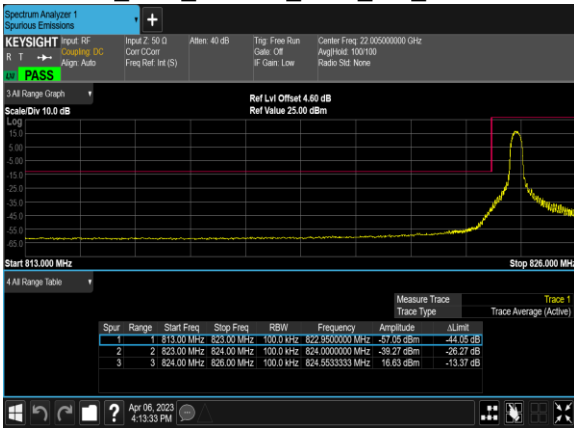 Spectrum Analyzer 1
Spurious Emissions
KEYSIGHT Input: RF Input Z: 50 Ω Atten: 40 dB Trig: Free Run Center Freq: 22.005000000 GHz
R T Coupling: DC Corr CCorr Gate: Off Avg|Hold: 100/100
Align: Auto Freq Ref: Int (S) IF Gain: Low Radio Std: None
PASS
3 All Range Graph Ref Lvl Offset 4.60 dB
Scale/Div 10.0 dB Ref Value 25.00 dBm
Log
15.0
5.00
-5.00
-15.0
-25.0
-35.0
-45.0
-55.0
-65.0
Start 813.000 MHz Stop 826.000 MHz
4 All Range Table
Measure Trace Trace 1
Trace Type Trace Average (Active)
Spur Range Start Freq Stop Freq RBW Frequency Amplitude ΔLimit
1 1 813.00 MHz 823.00 MHz 100.0 kHz 822.9500000 MHz -57.05 dBm -44.05 dB
2 2 823.00 MHz 824.00 MHz 100.0 kHz 824.0000000 MHz -39.27 dBm -26.27 dB
3 3 824.00 MHz 826.00 MHz 100.0 kHz 824.5533333 MHz 16.63 dBm -13.37 dB
Apr 06, 2023
4:13:33 PM